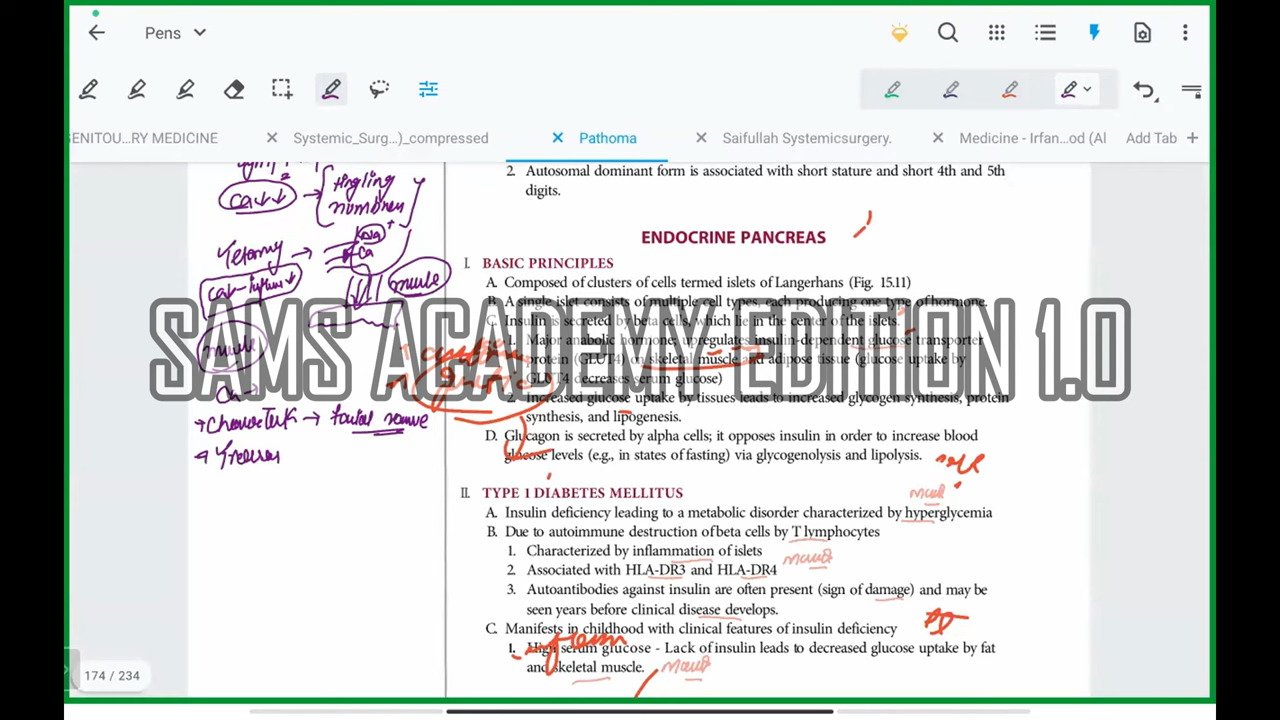 Pens
GENITOU...RY MEDICINE
Systemic_Surg...)_compressed
Pathoma
Saifullah Systemicsurgery.
Medicine - Irfan...od (Al
Add Tab +
2. Autosomal dominant form is associated with short stature and short 4th and 5th
digits.
ENDOCRINE PANCREAS
I. BASIC PRINCIPLES
A. Composed of clusters of cells termed islets of Langerhans (Fig. 15.11)
B. A single islet consists of multiple cell types, each producing one type of hormone.
C. Insulin is secreted by beta cells, which lie in the center of the islets.
1. Major anabolic hormone; upregulates insulin-dependent glucose transporter
protein (GLUT4) on skeletal muscle and adipose tissue (glucose uptake by
GLUT4 decreases serum glucose)
2. Increased glucose uptake by tissues leads to increased glycogen synthesis, protein
synthesis, and lipogenesis.
D. Glucagon is secreted by alpha cells; it opposes insulin in order to increase blood
glucose levels (e.g., in states of fasting) via glycogenolysis and lipolysis.
II. TYPE 1 DIABETES MELLITUS
A. Insulin deficiency leading to a metabolic disorder characterized by hyperglycemia
B. Due to autoimmune destruction of beta cells by T lymphocytes
1. Characterized by inflammation of islets
2. Associated with HLA-DR3 and HLA-DR4
3. Autoantibodies against insulin are often present (sign of damage) and may be
seen years before clinical disease develops.
C. Manifests in childhood with clinical features of insulin deficiency
1. High serum glucose - Lack of insulin leads to decreased glucose uptake by fat
and skeletal muscle.
174 / 234
SAMS ACADEMY EDITION 1.0
Tingling
Ca